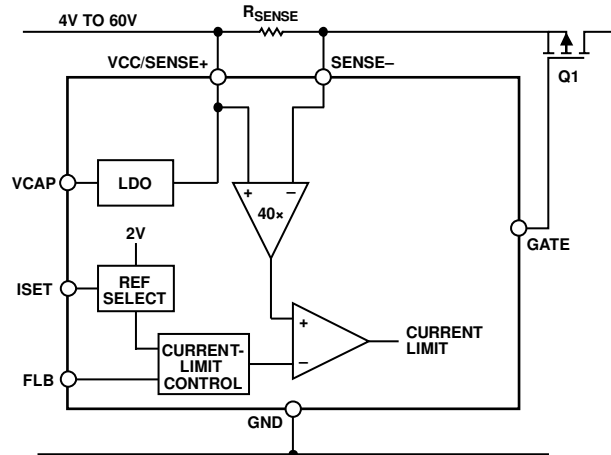 4V TO 60V
RSENSE
VCC/SENSE+
SENSE–
Q1
VCAP
LDO
+
–
40×
2V
GATE
ISET
REF
SELECT
+
–
CURRENT
LIMIT
CURRENT-
LIMIT
CONTROL
FLB
GND